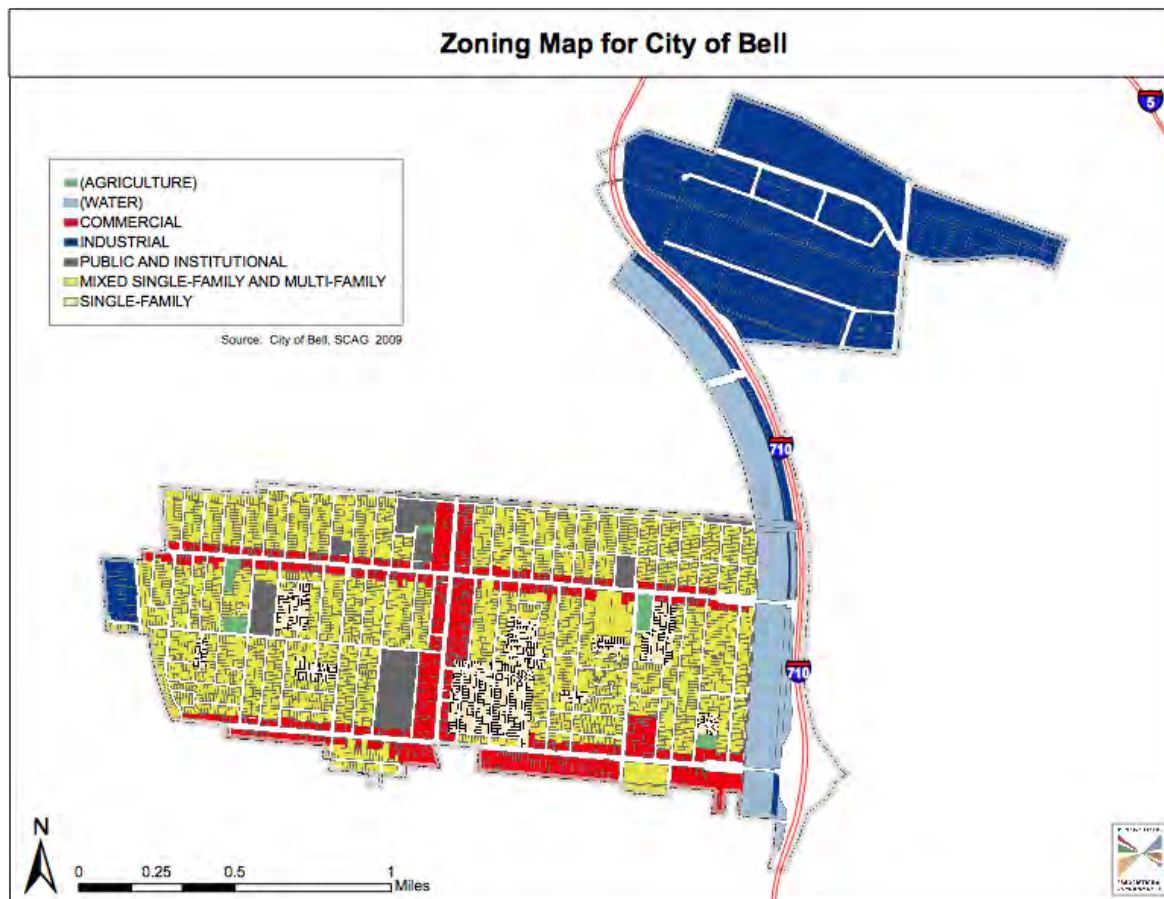 Zoning Map for City of Bell
5
(AGRICULTURE)
(WATER)
COMMERCIAL
INDUSTRIAL
PUBLIC AND INSTITUTIONAL
MIXED SINGLE-FAMILY AND MULTI-FAMILY
SINGLE-FAMILY
Source: City of Bell, SCAG 2009
710
710
N
0 0.25 0.5 1
Miles